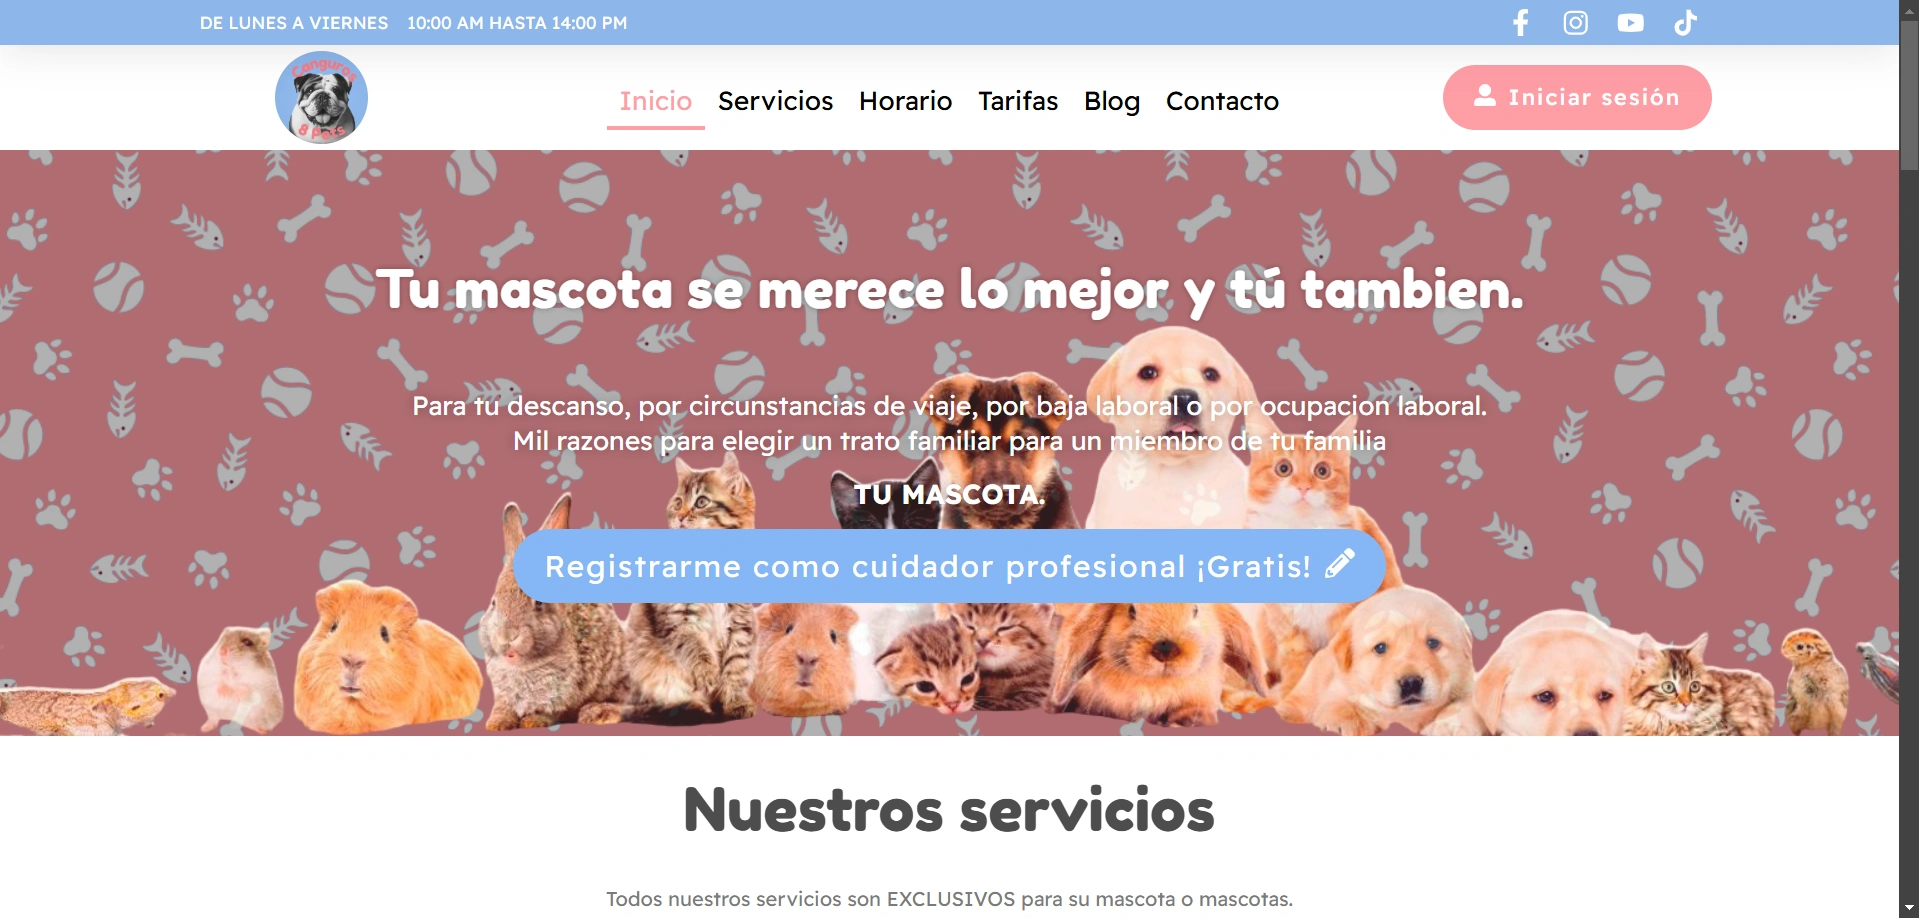 DE LUNES A VIERNES 10:00 AM HASTA 14:00 PM
Canguros
8 Pets
Inicio Servicios Horario Tarifas Blog Contacto
Iniciar sesión
Tu mascota se merece lo mejor y tú tambien.
Para tu descanso, por circunstancias de viaje, por baja laboral o por ocupacion laboral.
Mil razones para elegir un trato familiar para un miembro de tu familia
TU MASCOTA.
Registrarme como cuidador profesional ¡Gratis!
Nuestros servicios
Todos nuestros servicios son EXCLUSIVOS para su mascota o mascotas.